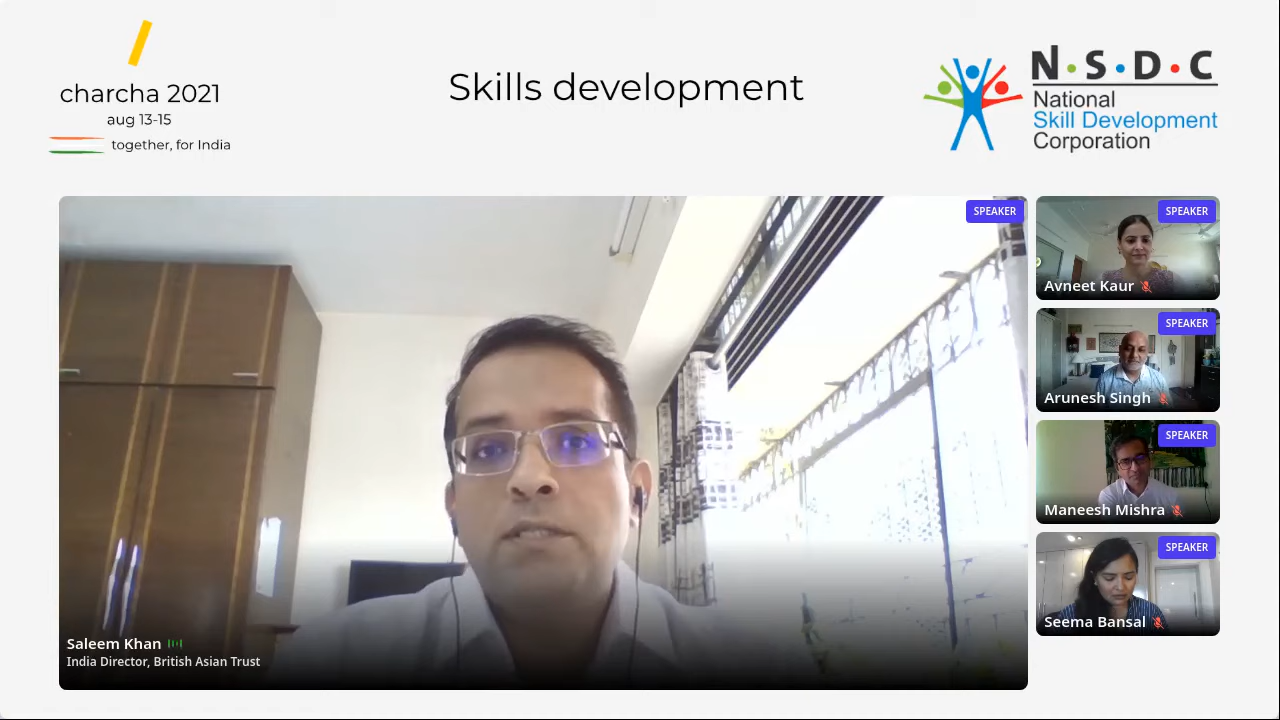 charcha 2021
aug 13-15
together, for India
Skills development
N·S·D·C
National
Skill Development
Corporation
SPEAKER
Saleem Khan
India Director, British Asian Trust
SPEAKER
Avneet Kaur
SPEAKER
Arunesh Singh
SPEAKER
Maneesh Mishra
SPEAKER
Seema Bansal